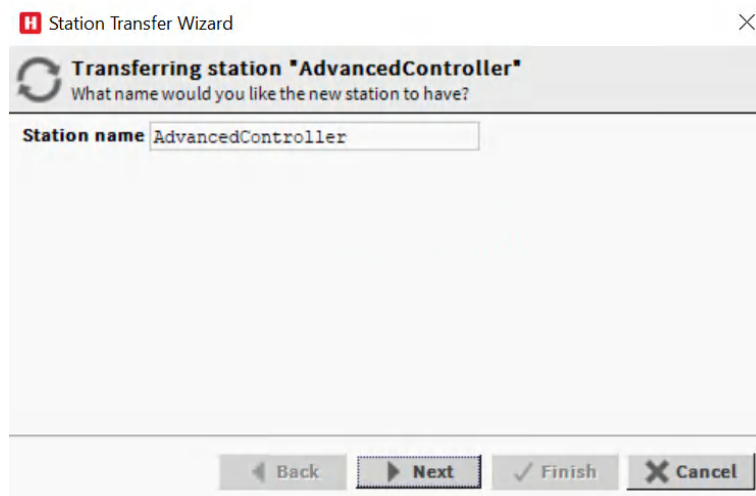 H Station Transfer Wizard
Transferring station "AdvancedController"
What name would you like the new station to have?
Station name AdvancedController
Back Next Finish Cancel